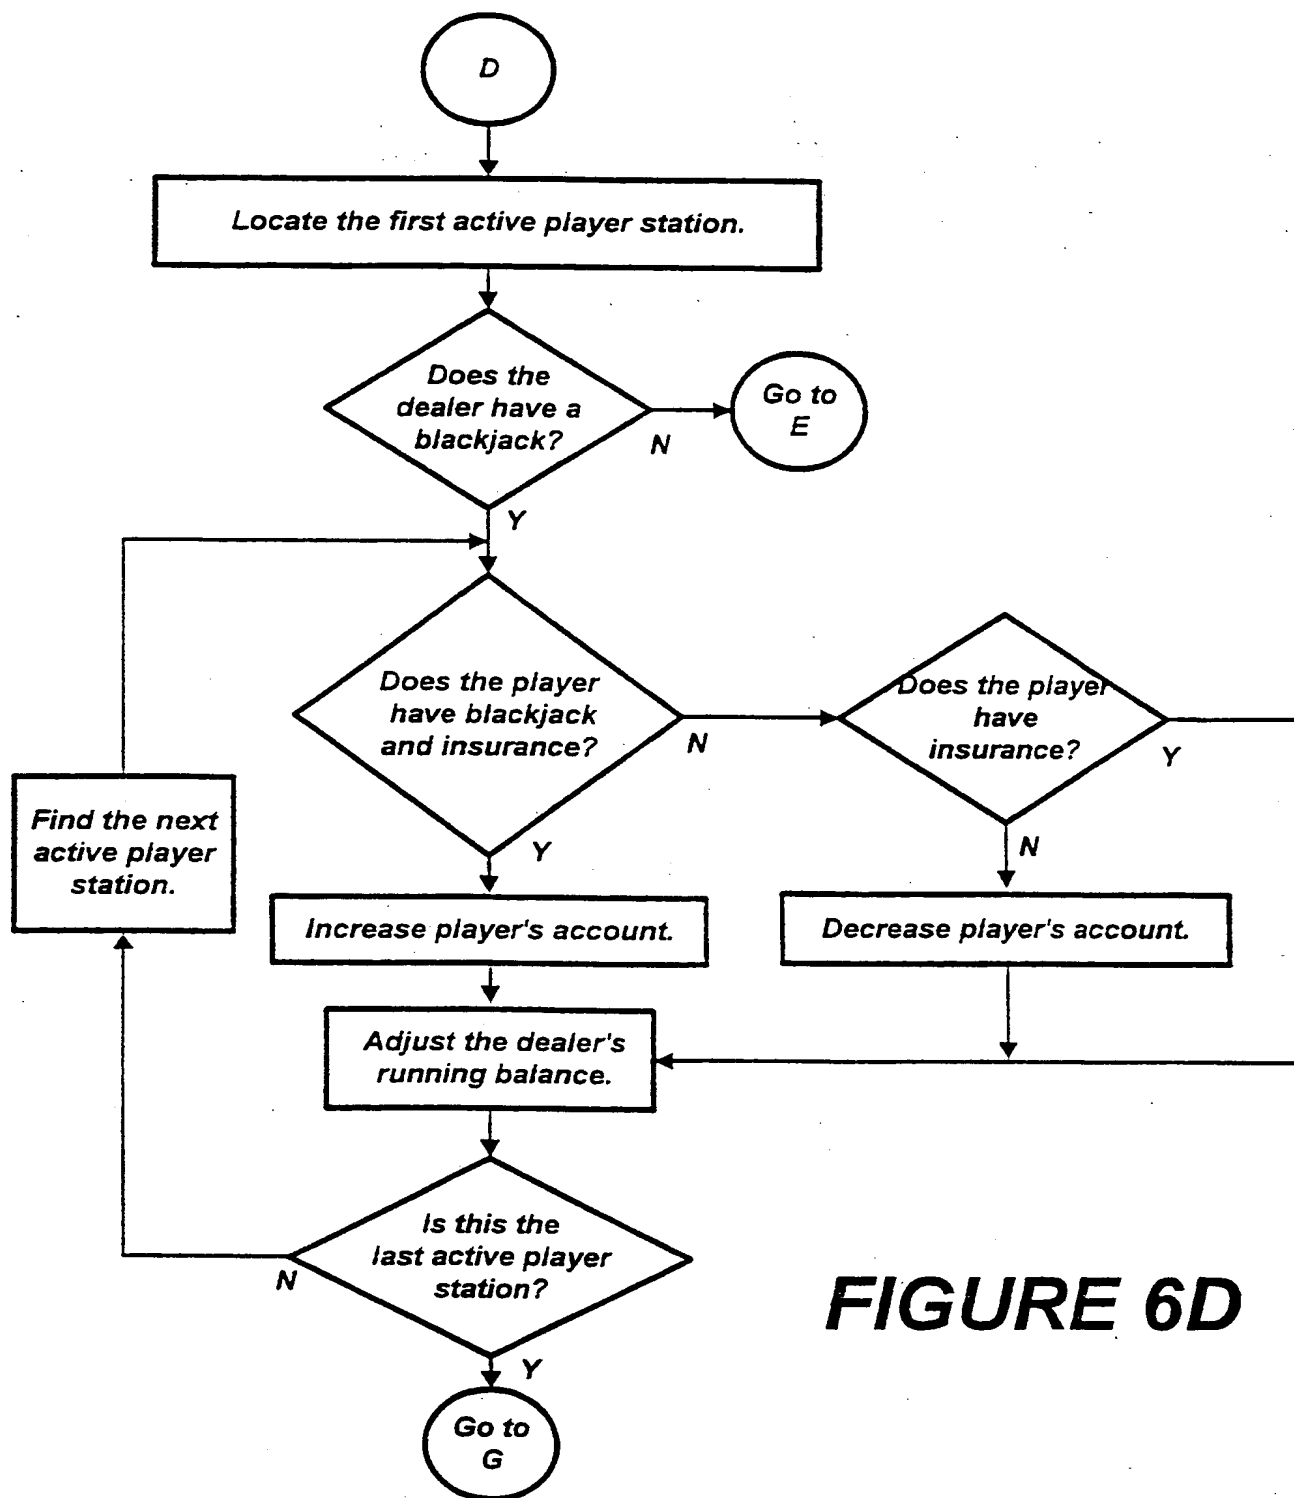 D
Locate the first active player station.
Does the
dealer have a
blackjack?
N
Go to
E
Y
Does the player
have blackjack
and insurance?
N
Does the player
have
insurance?
Y
Find the next
active player
station.
Y
N
Increase player's account.
Decrease player's account.
Adjust the dealer's
running balance.
Is this the
last active player
station?
N
Y
Go to
G
FIGURE 6D